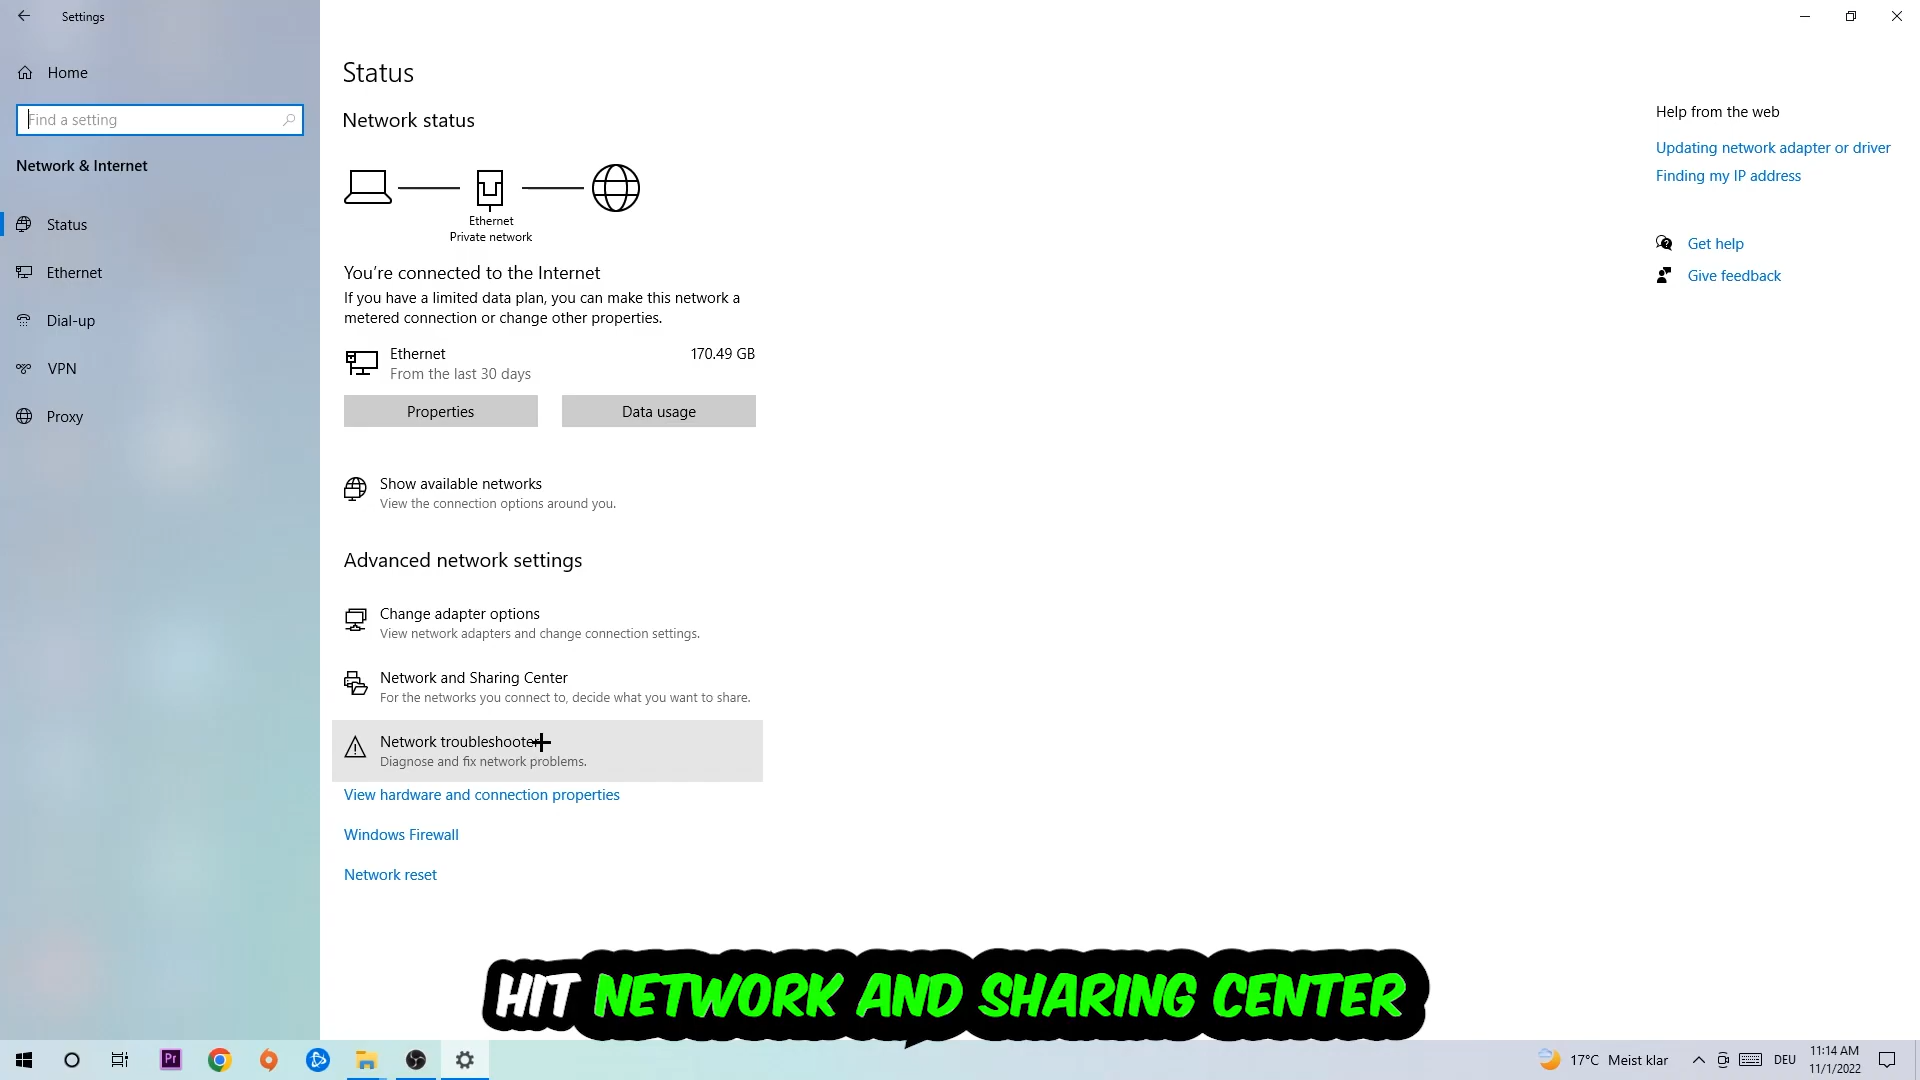 Settings
Home
Find a setting
Network & Internet
Status
Ethernet
Dial-up
VPN
Proxy
Status
Network status
Ethernet
Private network
You're connected to the Internet
If you have a limited data plan, you can make this network a
metered connection or change other properties.
Ethernet
170.49 GB
From the last 30 days
Properties
Data usage
Show available networks
View the connection options around you.
Advanced network settings
Change adapter options
View network adapters and change connection settings.
Network and Sharing Center
For the networks you connect to, decide what you want to share.
Network troubleshooter
Diagnose and fix network problems.
View hardware and connection properties
Windows Firewall
Network reset
Help from the web
Updating network adapter or driver
Finding my IP address
Get help
Give feedback
HIT NETWORK AND SHARING CENTER
Pr
17°C Meist klar
DEU
11:14 AM
11/1/2022